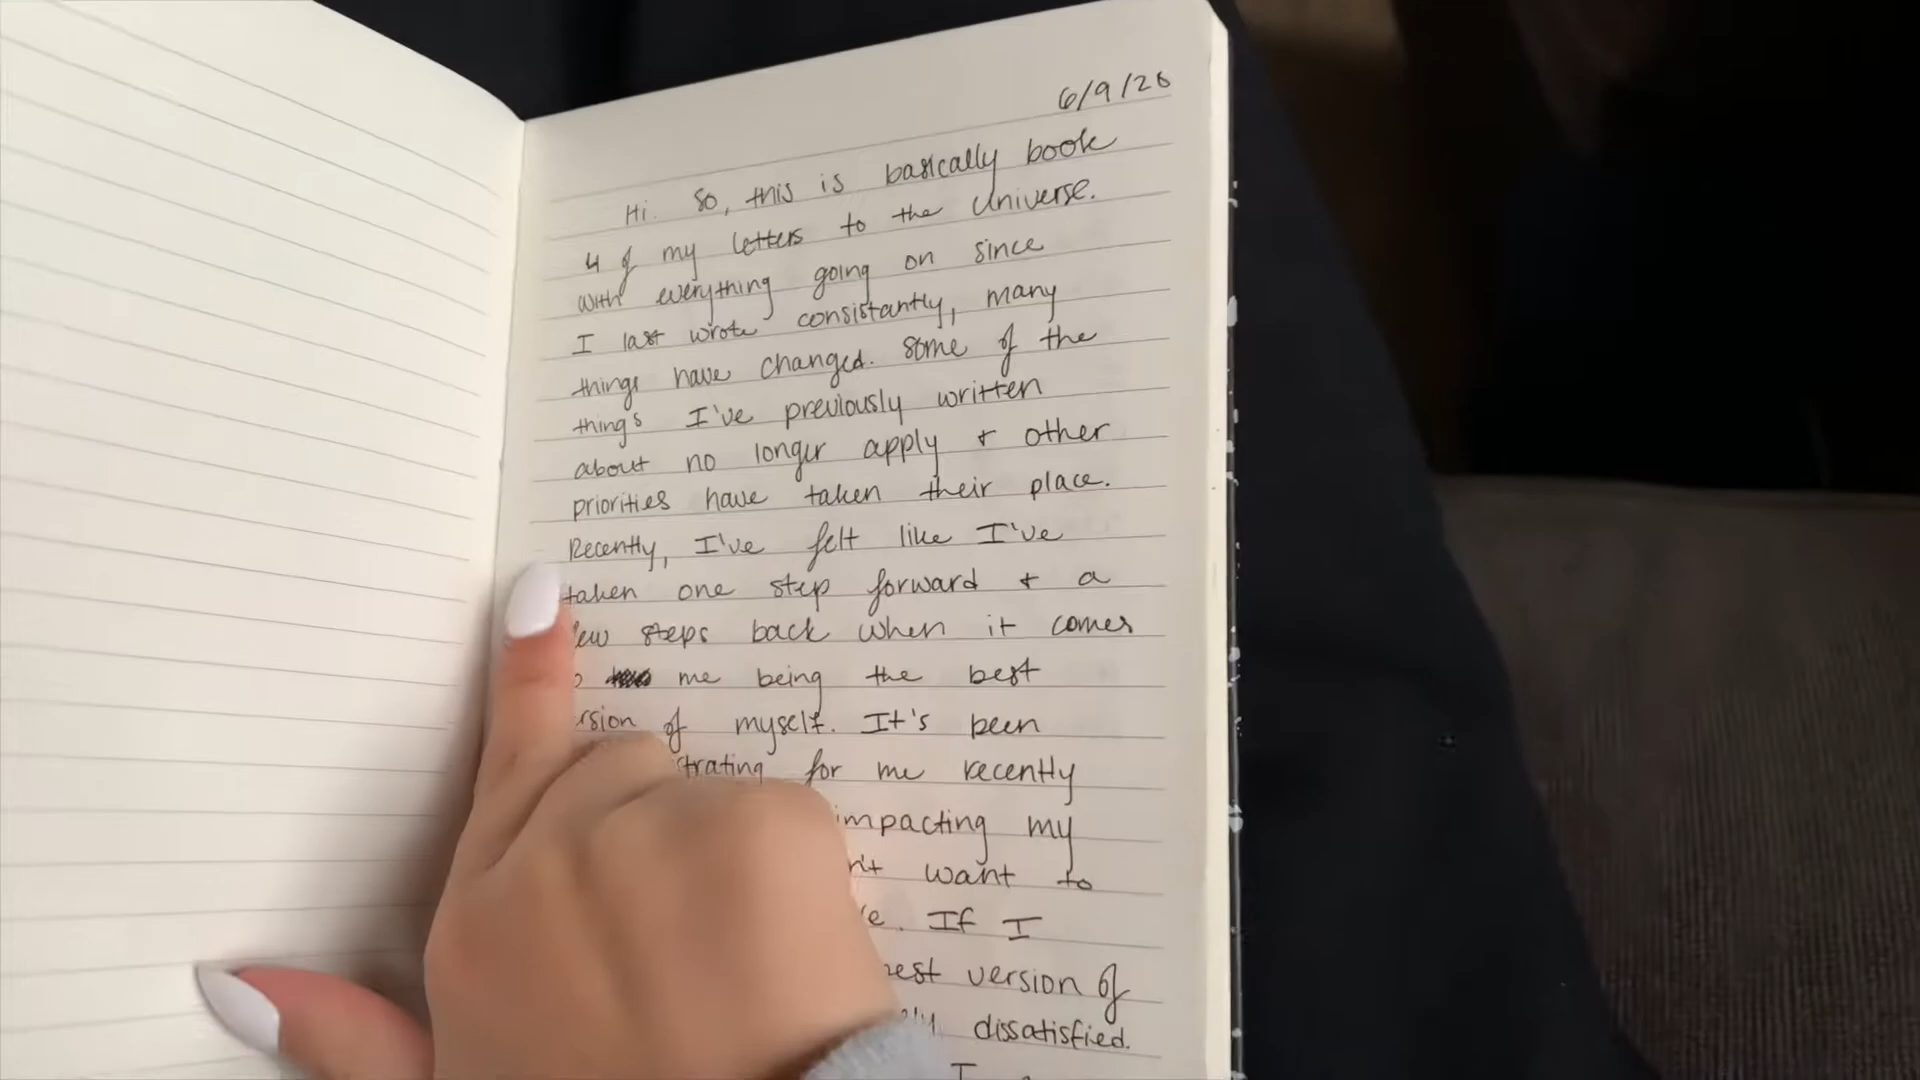 6/9/26
Hi. So, this is basically book
4 of my letters to the Universe.
With everything going on since
I last wrote consistantly, many
things have changed. Some of the
things I've previously written
about no longer apply + other
priorities have taken their place.
Recently, I've felt like I've
taken one step forward + a
few steps back when it comes
me being the best
version of myself. It's been
for me recently
impacting my
want to
If I
version of
dissatisfied.
I